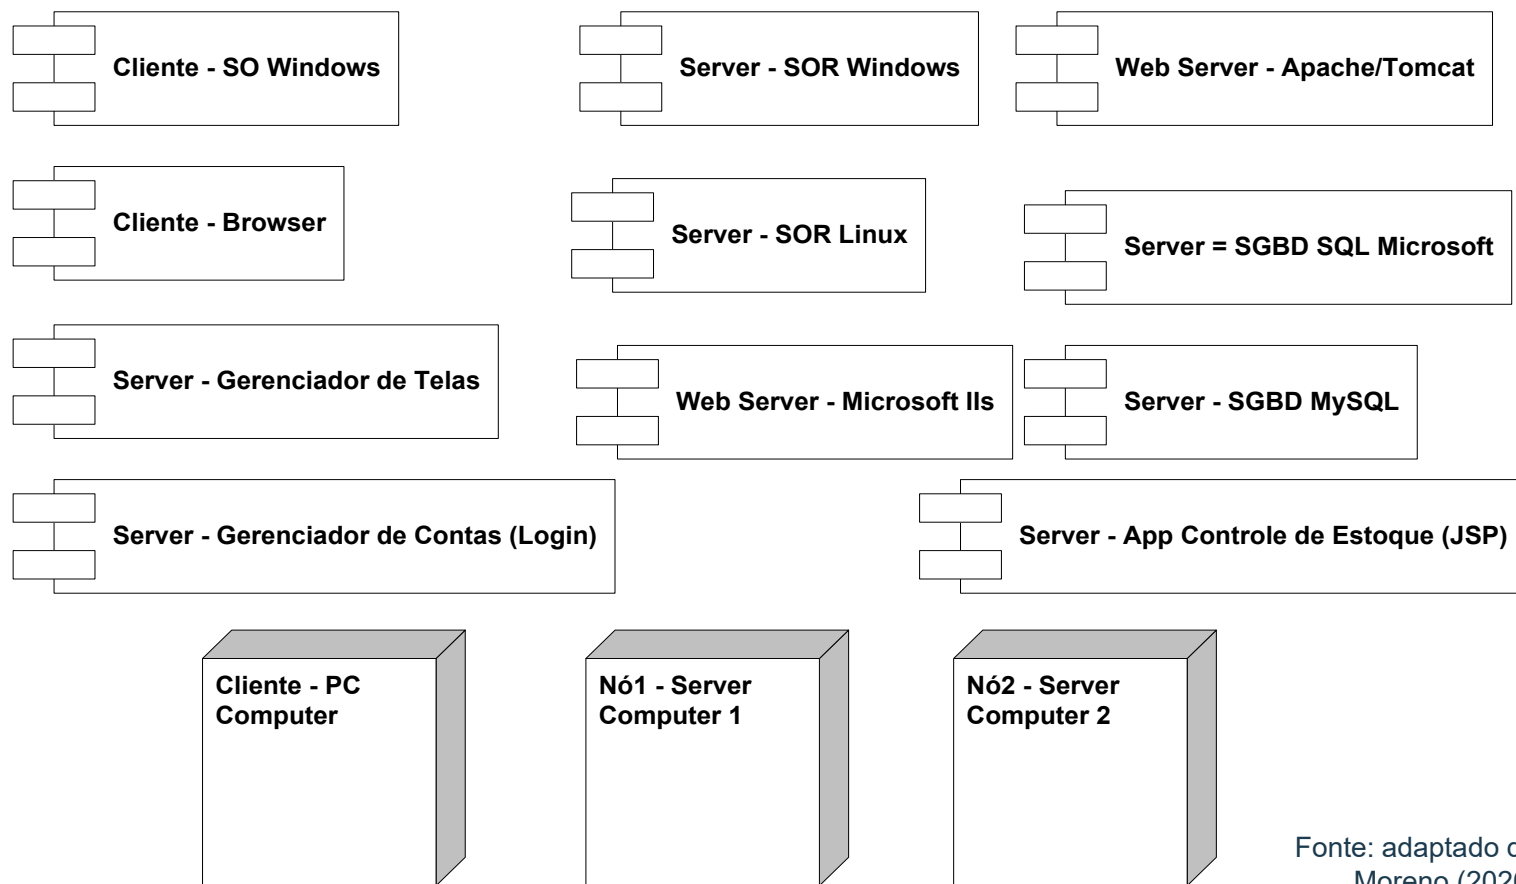 Cliente - SO Windows
Server - SOR Windows
Web Server - Apache/Tomcat
Cliente - Browser
Server - SOR Linux
Server = SGBD SQL Microsoft
Server - Gerenciador de Telas
Web Server - Microsoft IIs
Server - SGBD MySQL
Server - Gerenciador de Contas (Login)
Server - App Controle de Estoque (JSP)
Cliente - PC
Computer
Nó1 - Server
Computer 1
Nó2 - Server
Computer 2
Fonte: adaptado
Moreno (202